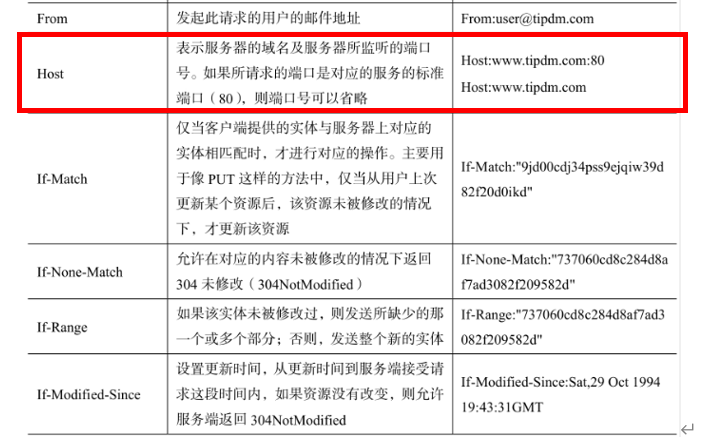 From
发起此请求的用户的邮件地址
From:user@tipdm.com
Host
表示服务器的域名及服务器所监听的端口
号。如果所请求的端口是对应的服务的标准
端口（80），则端口号可以省略
Host:www.tipdm.com:80
Host:www.tipdm.com
If-Match
仅当客户端提供的实体与服务器上对应的
实体相匹配时，才进行对应的操作。主要用
于像 PUT 这样的方法中，仅当从用户上次
更新某个资源后，该资源未被修改的情况
下，才更新该资源
If-Match:"9jd00cdj34pss9ejqiw39d
82f20d0ikd"
If-None-Match
允许在对应的内容未被修改的情况下返回
304 未修改（304NotModified）
If-None-Match:"737060cd8c284d8a
f7ad3082f209582d"
If-Range
如果该实体未被修改过，则发送所缺少的那
一个或多个部分；否则，发送整个新的实体
If-Range:"737060cd8c284d8af7ad3
082f209582d"
If-Modified-Since
设置更新时间，从更新时间到服务端接受请
求这段时间内，如果资源没有改变，则允许
服务端返回 304NotModified
If-Modified-Since:Sat,29 Oct 1994
19:43:31GMT